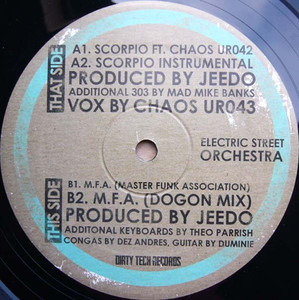 THAT SIDE
A1. SCORPIO FT. CHAOS UR042
A2. SCORPIO INSTRUMENTAL
PRODUCED BY JEEDO
ADDITIONAL 303 BY MAD MIKE BANKS
VOX BY CHAOS UR043
ELECTRIC STREET
ORCHESTRA
THIS SIDE
B1. M.F.A. (MASTER FUNK ASSOCIATION)
B2. M.F.A. (DOGON MIX)
PRODUCED BY JEEDO
ADDITONAL KEYBOARDS BY THEO PARRISH
CONGAS BY DEZ ANDRES, GUITAR BY DUMINIE
DIRTY TECH RECORDS